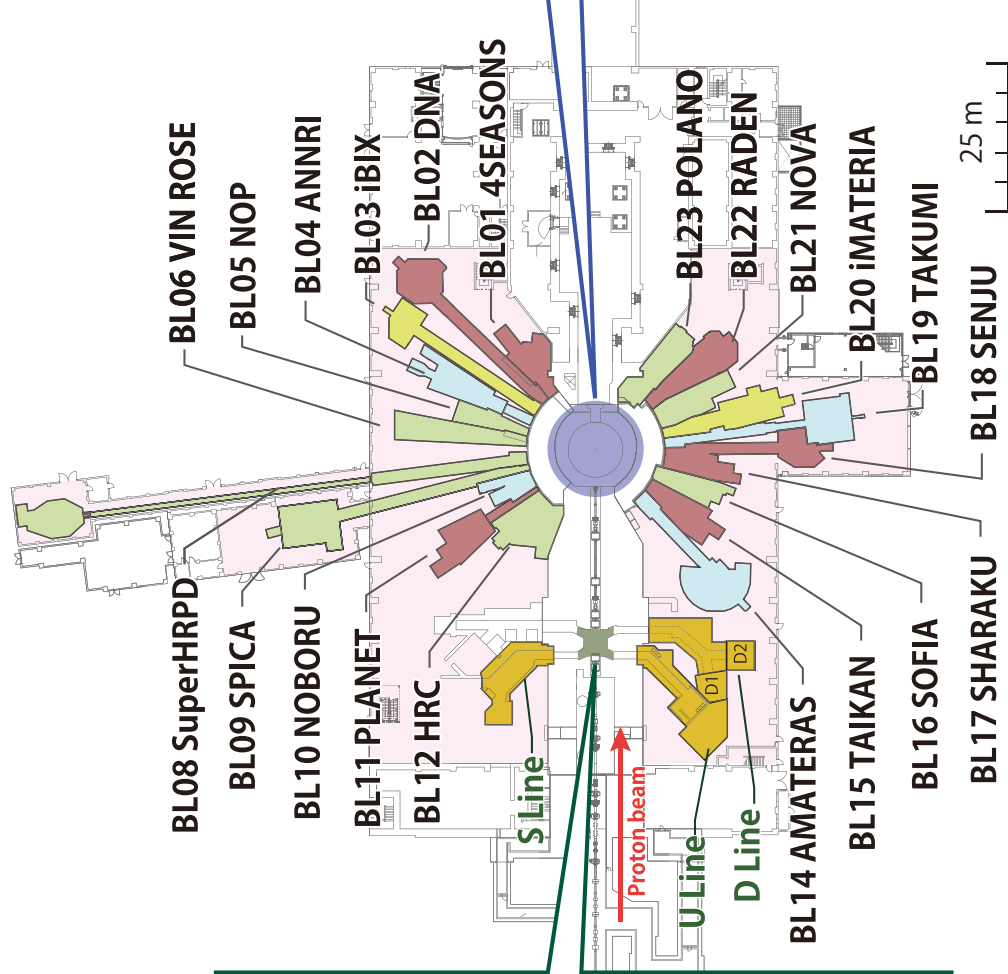 BL06 VIN ROSE
BL05 NOP
BL04 ANNRI
BL03 iBIX
BL02 DNA
BL01 4SEASONS
BL23 POLANO
BL22 RADEN
BL21 NOVA
BL20 iMATERIA
BL19 TAKUMI
BL18 SENJU
25 m
BL08 SuperHRPD
BL09 SPICA
BL10 NOBORU
BL11 PLANET
BL12 HRC
S Line
Proton beam
U Line
D Line
D1
D2
BL14 AMATERAS
BL15 TAIKAN
BL16 SOFIA
BL17 SHARAKU